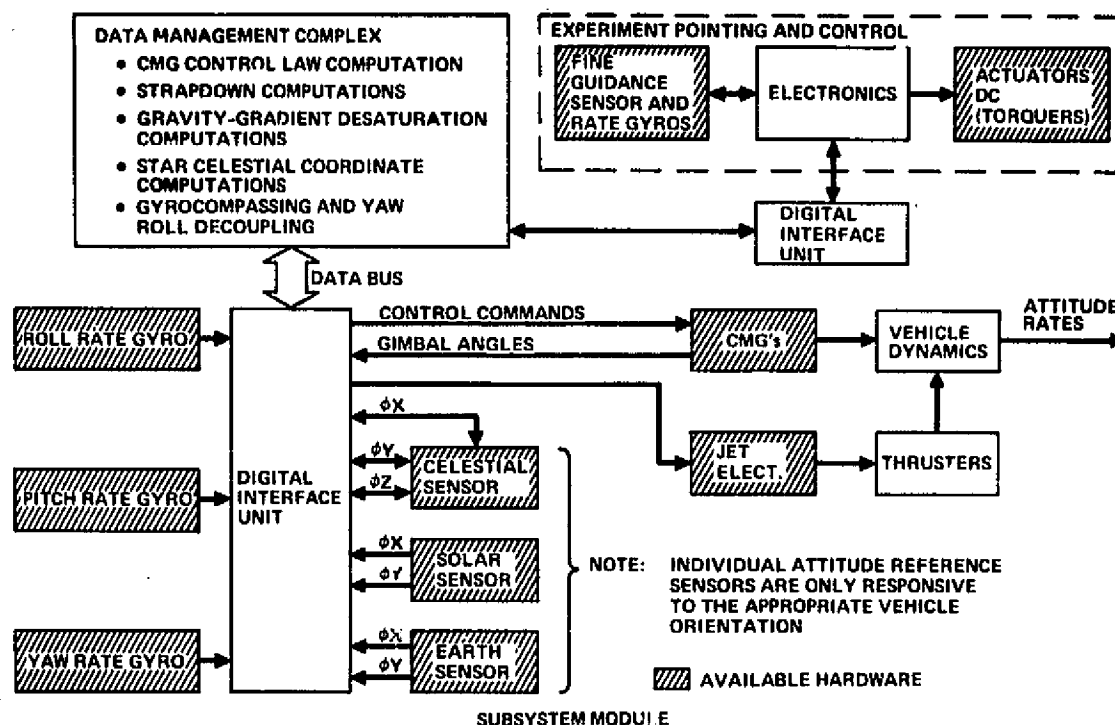 DATA MANAGEMENT COMPLEX
• CMG CONTROL LAW COMPUTATION
• STRAPDOWN COMPUTATIONS
• GRAVITY-GRADIENT DESATURATION
COMPUTATIONS
• STAR CELESTIAL COORDINATE
COMPUTATIONS
• GYROCOMPASSING AND YAW
ROLL DECOUPLING
EXPERIMENT POINTING AND CONTROL
FINE
GUIDANCE
SENSOR AND
RATE GYROS
ELECTRONICS
ACTUATORS
DC
(TORQUERS)
DIGITAL
INTERFACE
UNIT
DATA BUS
ROLL RATE GYRO
PITCH RATE GYRO
YAW RATE GYRO
DIGITAL
INTERFACE
UNIT
CONTROL COMMANDS
GIMBAL ANGLES
CMG's
VEHICLE
DYNAMICS
ATTITUDE
RATES
JET
ELECT.
THRUSTERS
ϕX
ϕY
ϕZ
CELESTIAL
SENSOR
ϕX
ϕY
SOLAR
SENSOR
ϕX
ϕY
EARTH
SENSOR
NOTE: INDIVIDUAL ATTITUDE REFERENCE
SENSORS ARE ONLY RESPONSIVE
TO THE APPROPRIATE VEHICLE
ORIENTATION
AVAILABLE HARDWARE
SUBSYSTEM MODULE